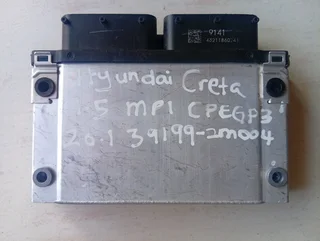 9141
Hyundai Creta
1.5 MPI CPEGP3
20.1 39199-2M004